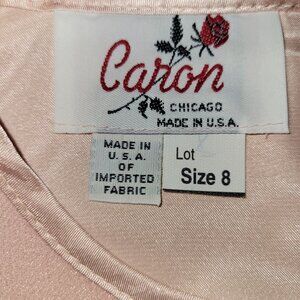 Caron
CHICAGO
MADE IN U.S.A.
MADE IN
U. S. A.
OF
IMPORTED
FABRIC
Lot
Size 8